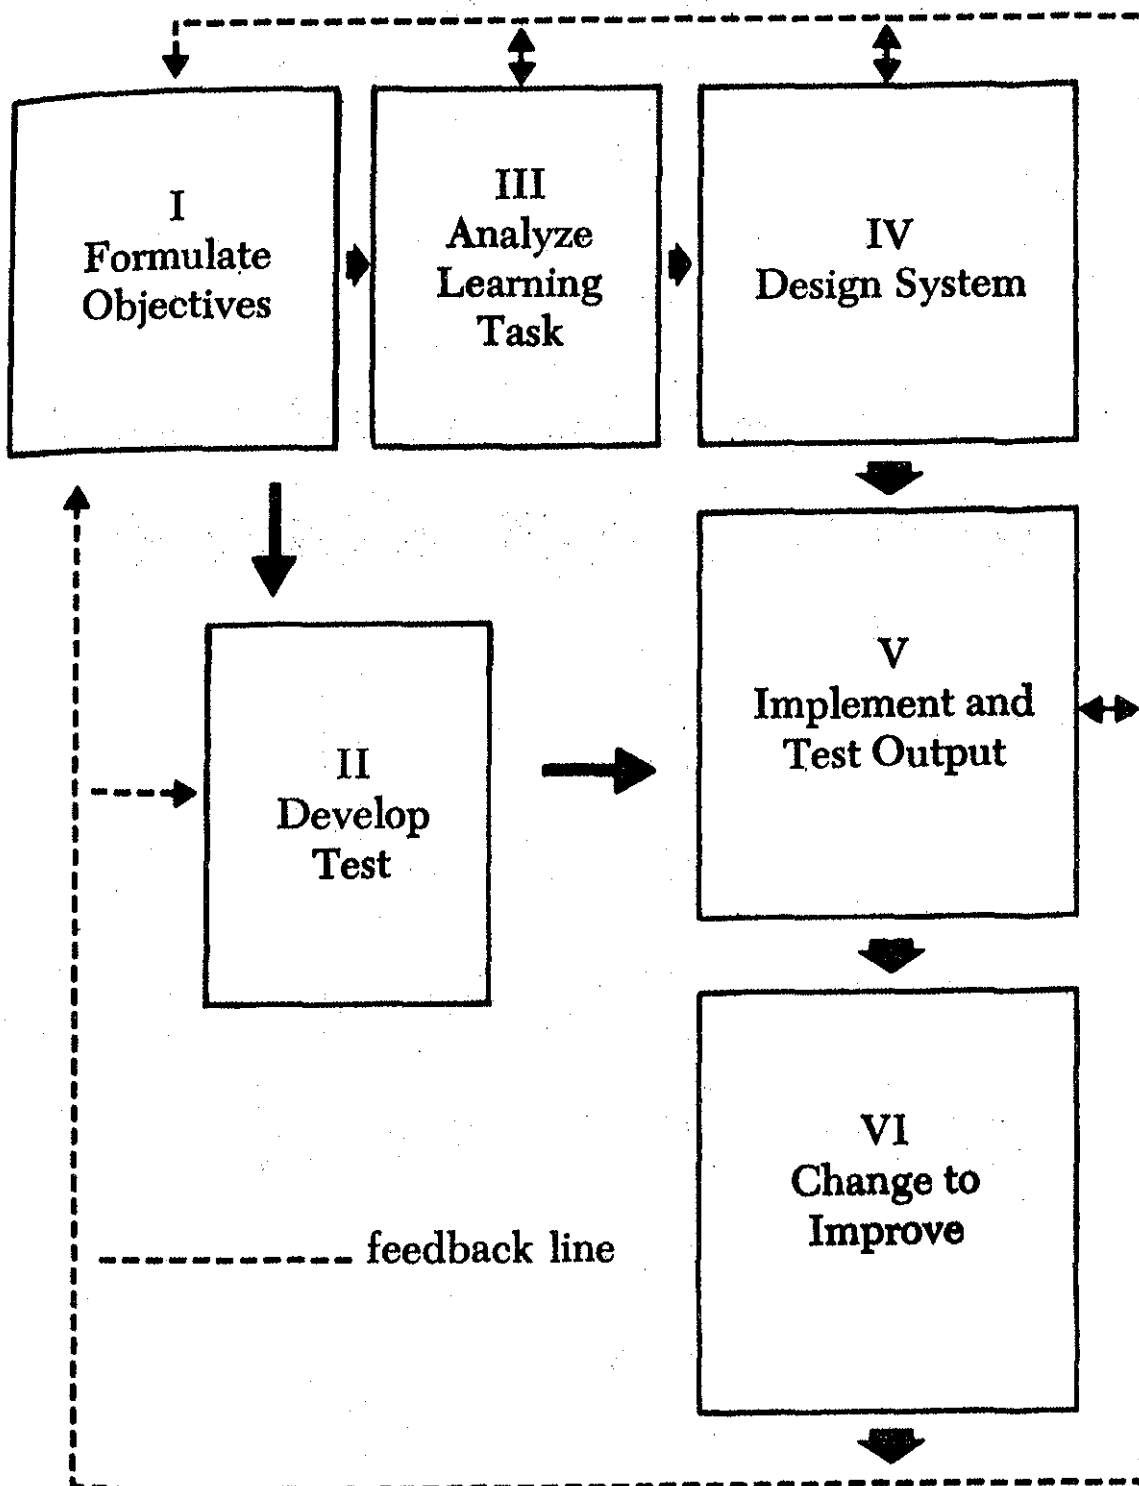 I
Formulate
Objectives
III
Analyze
Learning
Task
IV
Design System
II
Develop
Test
V
Implement and
Test Output
VI
Change to
Improve
feedback line